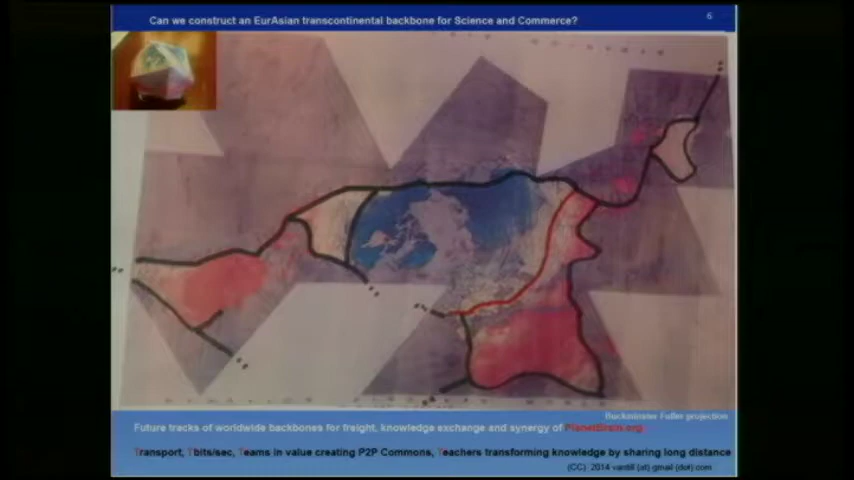 Can we construct an EurAsian transcontinental backbone for Science and Commerce?
6
Buckminster Fuller projection
Future tracks of worldwide backbones for freight, knowledge exchange and synergy of PlanetBrain.org
Transport, Tbits/sec, Teams in value creating P2P Commons, Teachers transforming knowledge by sharing long distance
(CC) 2014 vardill (at) gmail (dot) com